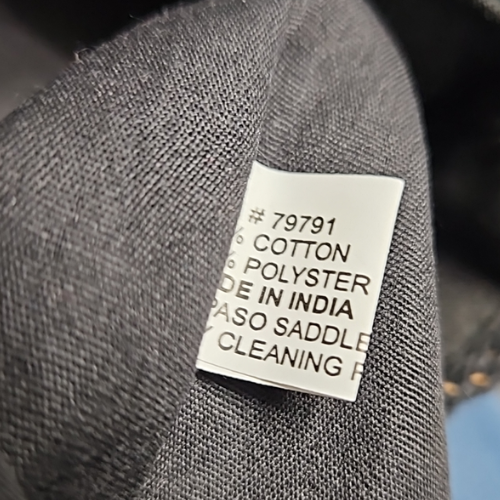 # 79791
% COTTON
% POLYSTER
DE IN INDIA
PASO SADDLE
CLEANING